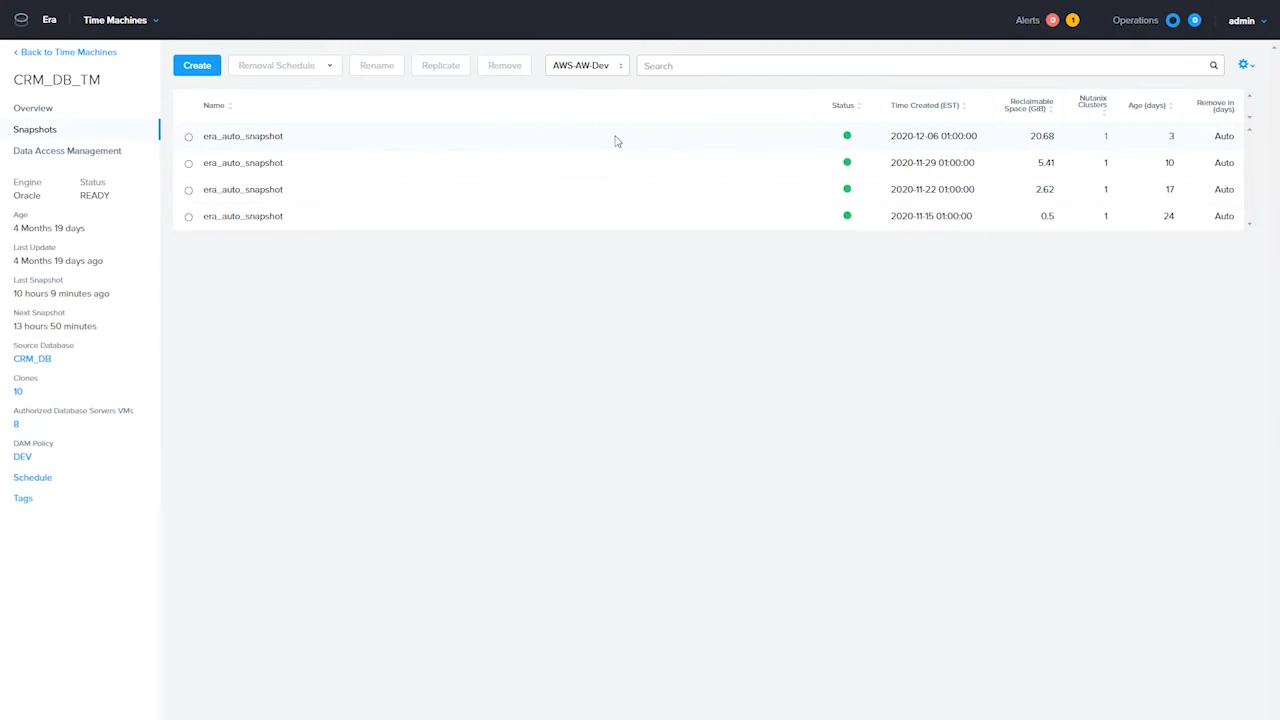 Era Time Machines Alerts 0 1 Operations 0 admin
Back to Time Machines
CRM_DB_TM
Overview
Snapshots
Data Access Management
Engine Status
Oracle READY
Age
4 Months 19 days
Last Update
4 Months 19 days ago
Last Snapshot
10 hours 9 minutes ago
Next Snapshot
13 hours 50 minutes
Source Database
CRM_DB
Clones
10
Authorized Database Servers VMs
8
DAM Policy
DEV
Schedule
Tags
Create Removal Schedule Rename Replicate Remove AWS-AW-Dev Search
Name Status Time Created (EST) Reclaimable Space (GiB) Nutanix Clusters Age (days) Remove in (days)
era_auto_snapshot 2020-12-06 01:00:00 20.68 1 3 Auto
era_auto_snapshot 2020-11-29 01:00:00 5.41 1 10 Auto
era_auto_snapshot 2020-11-22 01:00:00 2.62 1 17 Auto
era_auto_snapshot 2020-11-15 01:00:00 0.5 1 24 Auto